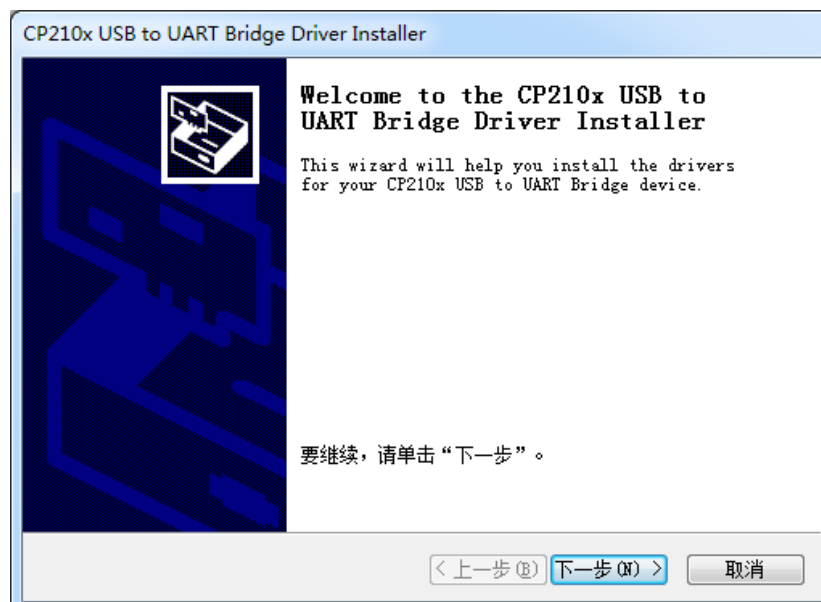 CP210x USB to UART Bridge Driver Installer
Welcome to the CP210x USB to
UART Bridge Driver Installer
This wizard will help you install the drivers
for your CP210x USB to UART Bridge device.
要继续，请单击“下一步”。
< 上一步(B) 下一步(N) > 取消